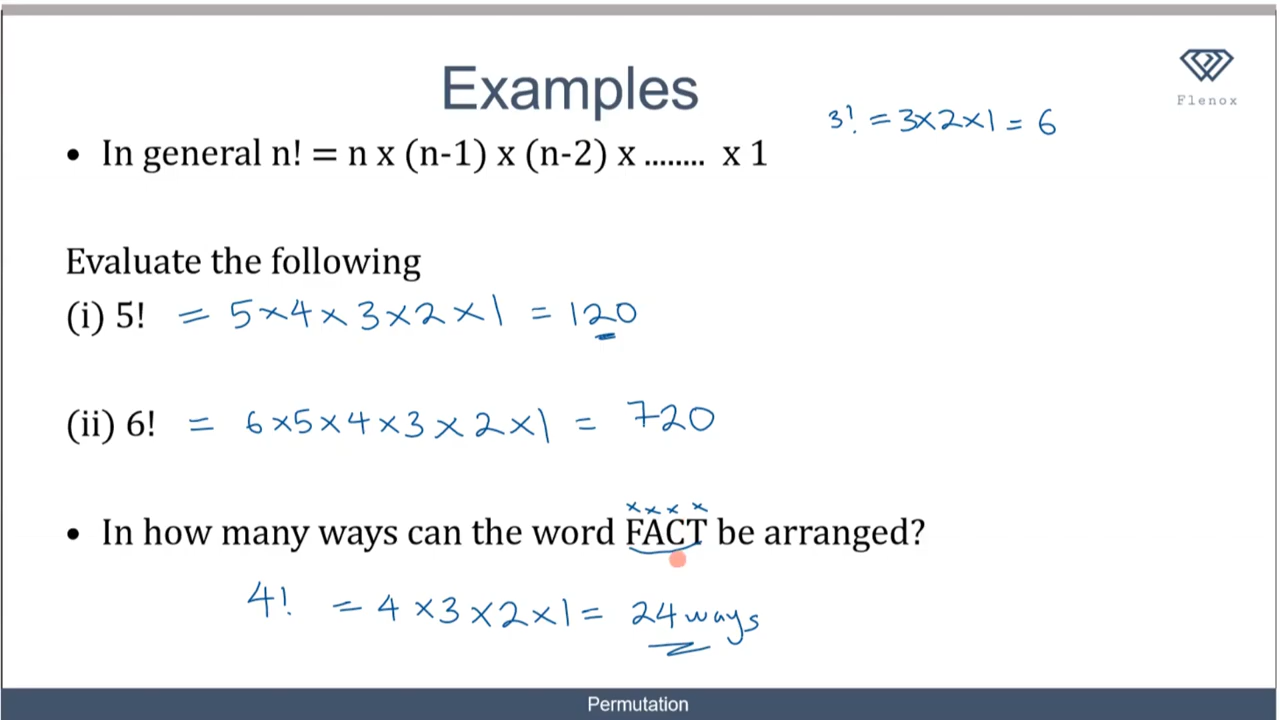 Examples
Flenox
3! = 3×2×1 = 6
• In general n! = n x (n-1) x (n-2) x ........ x 1
Evaluate the following
(i) 5! = 5×4×3×2×1 = 120
(ii) 6! = 6×5×4×3×2×1 = 720
× × × ×
• In how many ways can the word FACT be arranged?
4! = 4×3×2×1 = 24 ways
Permutation